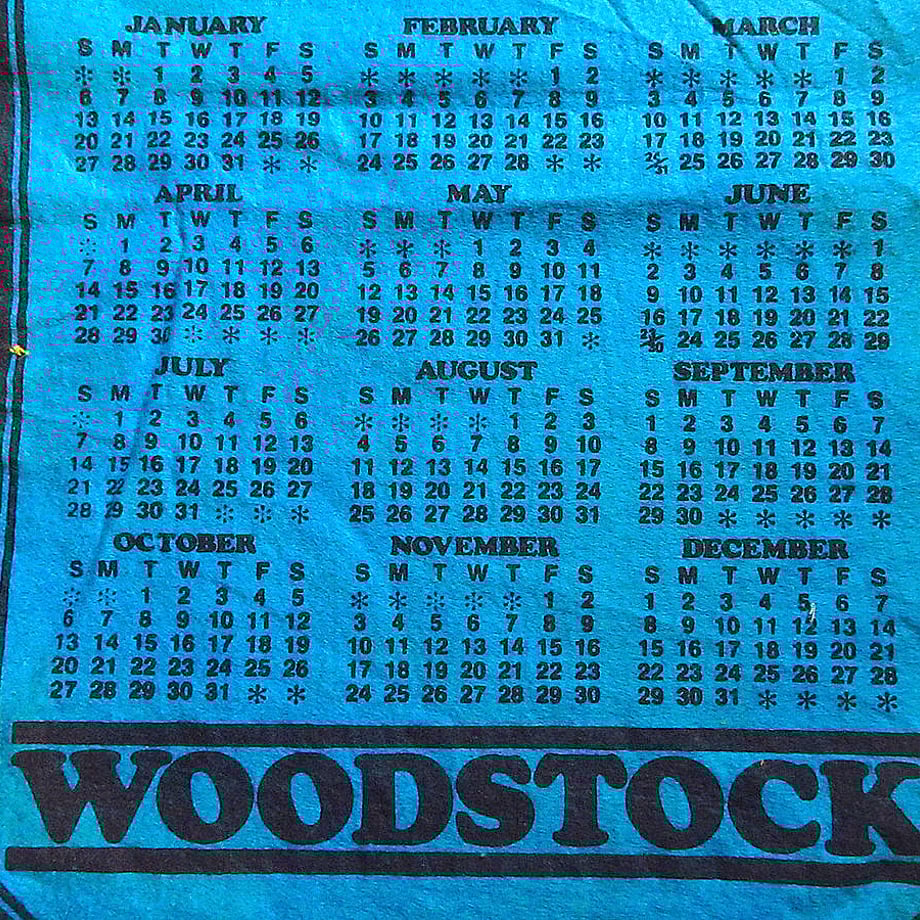 JANUARY FEBRUARY MARCH
S M T W T F S S M T W T F S S M T W T F S
* * 1 2 3 4 5 * * * * * 1 2 * * * * * 1 2
6 7 8 9 10 11 12 3 4 5 6 7 8 9 3 4 5 6 7 8 9
13 14 15 16 17 18 19 10 11 12 13 14 15 16 10 11 12 13 14 15 16
20 21 22 23 24 25 26 17 18 19 20 21 22 23 17 18 19 20 21 22 23
27 28 29 30 31 * * 24 25 26 27 28 * * 24/31 25 26 27 28 29 30
APRIL MAY JUNE
S M T W T F S S M T W T F S S M T W T F S
* 1 2 3 4 5 6 * * * 1 2 3 4 * * * * * * 1
7 8 9 10 11 12 13 5 6 7 8 9 10 11 2 3 4 5 6 7 8
14 15 16 17 18 19 20 12 13 14 15 16 17 18 9 10 11 12 13 14 15
21 22 23 24 25 26 27 19 20 21 22 23 24 25 16 17 18 19 20 21 22
28 29 30 * * * * 26 27 28 29 30 31 * 23/30 24 25 26 27 28 29
JULY AUGUST SEPTEMBER
S M T W T F S S M T W T F S S M T W T F S
* 1 2 3 4 5 6 * * * * 1 2 3 1 2 3 4 5 6 7
7 8 9 10 11 12 13 4 5 6 7 8 9 10 8 9 10 11 12 13 14
14 15 16 17 18 19 20 11 12 13 14 15 16 17 15 16 17 18 19 20 21
21 22 23 24 25 26 27 18 19 20 21 22 23 24 22 23 24 25 26 27 28
28 29 30 31 * * * 25 26 27 28 29 30 31 29 30 * * * * *
OCTOBER NOVEMBER DECEMBER
S M T W T F S S M T W T F S S M T W T F S
* * 1 2 3 4 5 * * * * * 1 2 1 2 3 4 5 6 7
6 7 8 9 10 11 12 3 4 5 6 7 8 9 8 9 10 11 12 13 14
13 14 15 16 17 18 19 10 11 12 13 14 15 16 15 16 17 18 19 20 21
20 21 22 23 24 25 26 17 18 19 20 21 22 23 22 23 24 25 26 27 28
27 28 29 30 31 * * 24 25 26 27 28 29 30 29 30 31 * * * *
WOODSTOCK